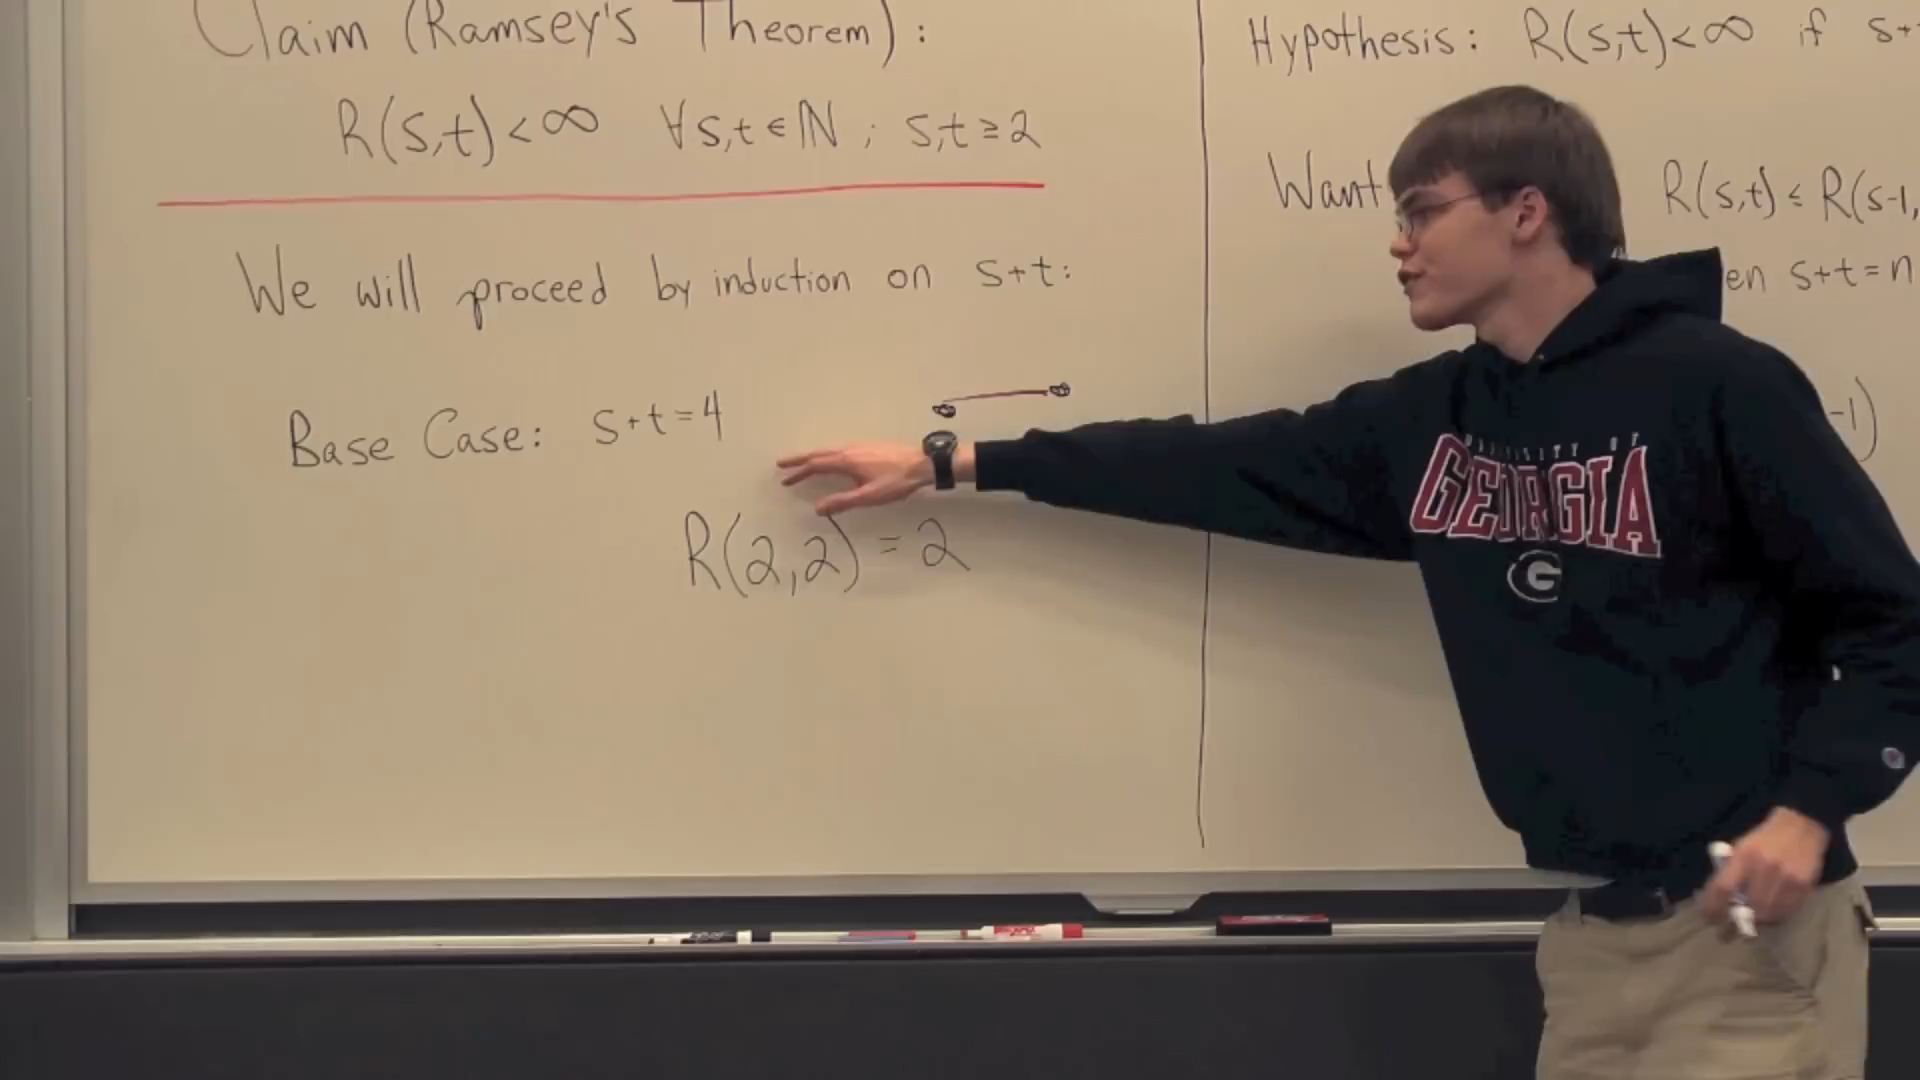 Claim (Ramsey's Theorem):
R(s,t)<∞ ∀s,t∈ℕ; s,t≥2
We will proceed by induction on s+t:
Base Case: s+t=4
R(2,2)=2
Hypothesis: R(s,t)<∞ if s+
Want R(s,t)≤R(s-1,
en s+t=n
-1)
UNIVERSITY OF
GEORGIA
G